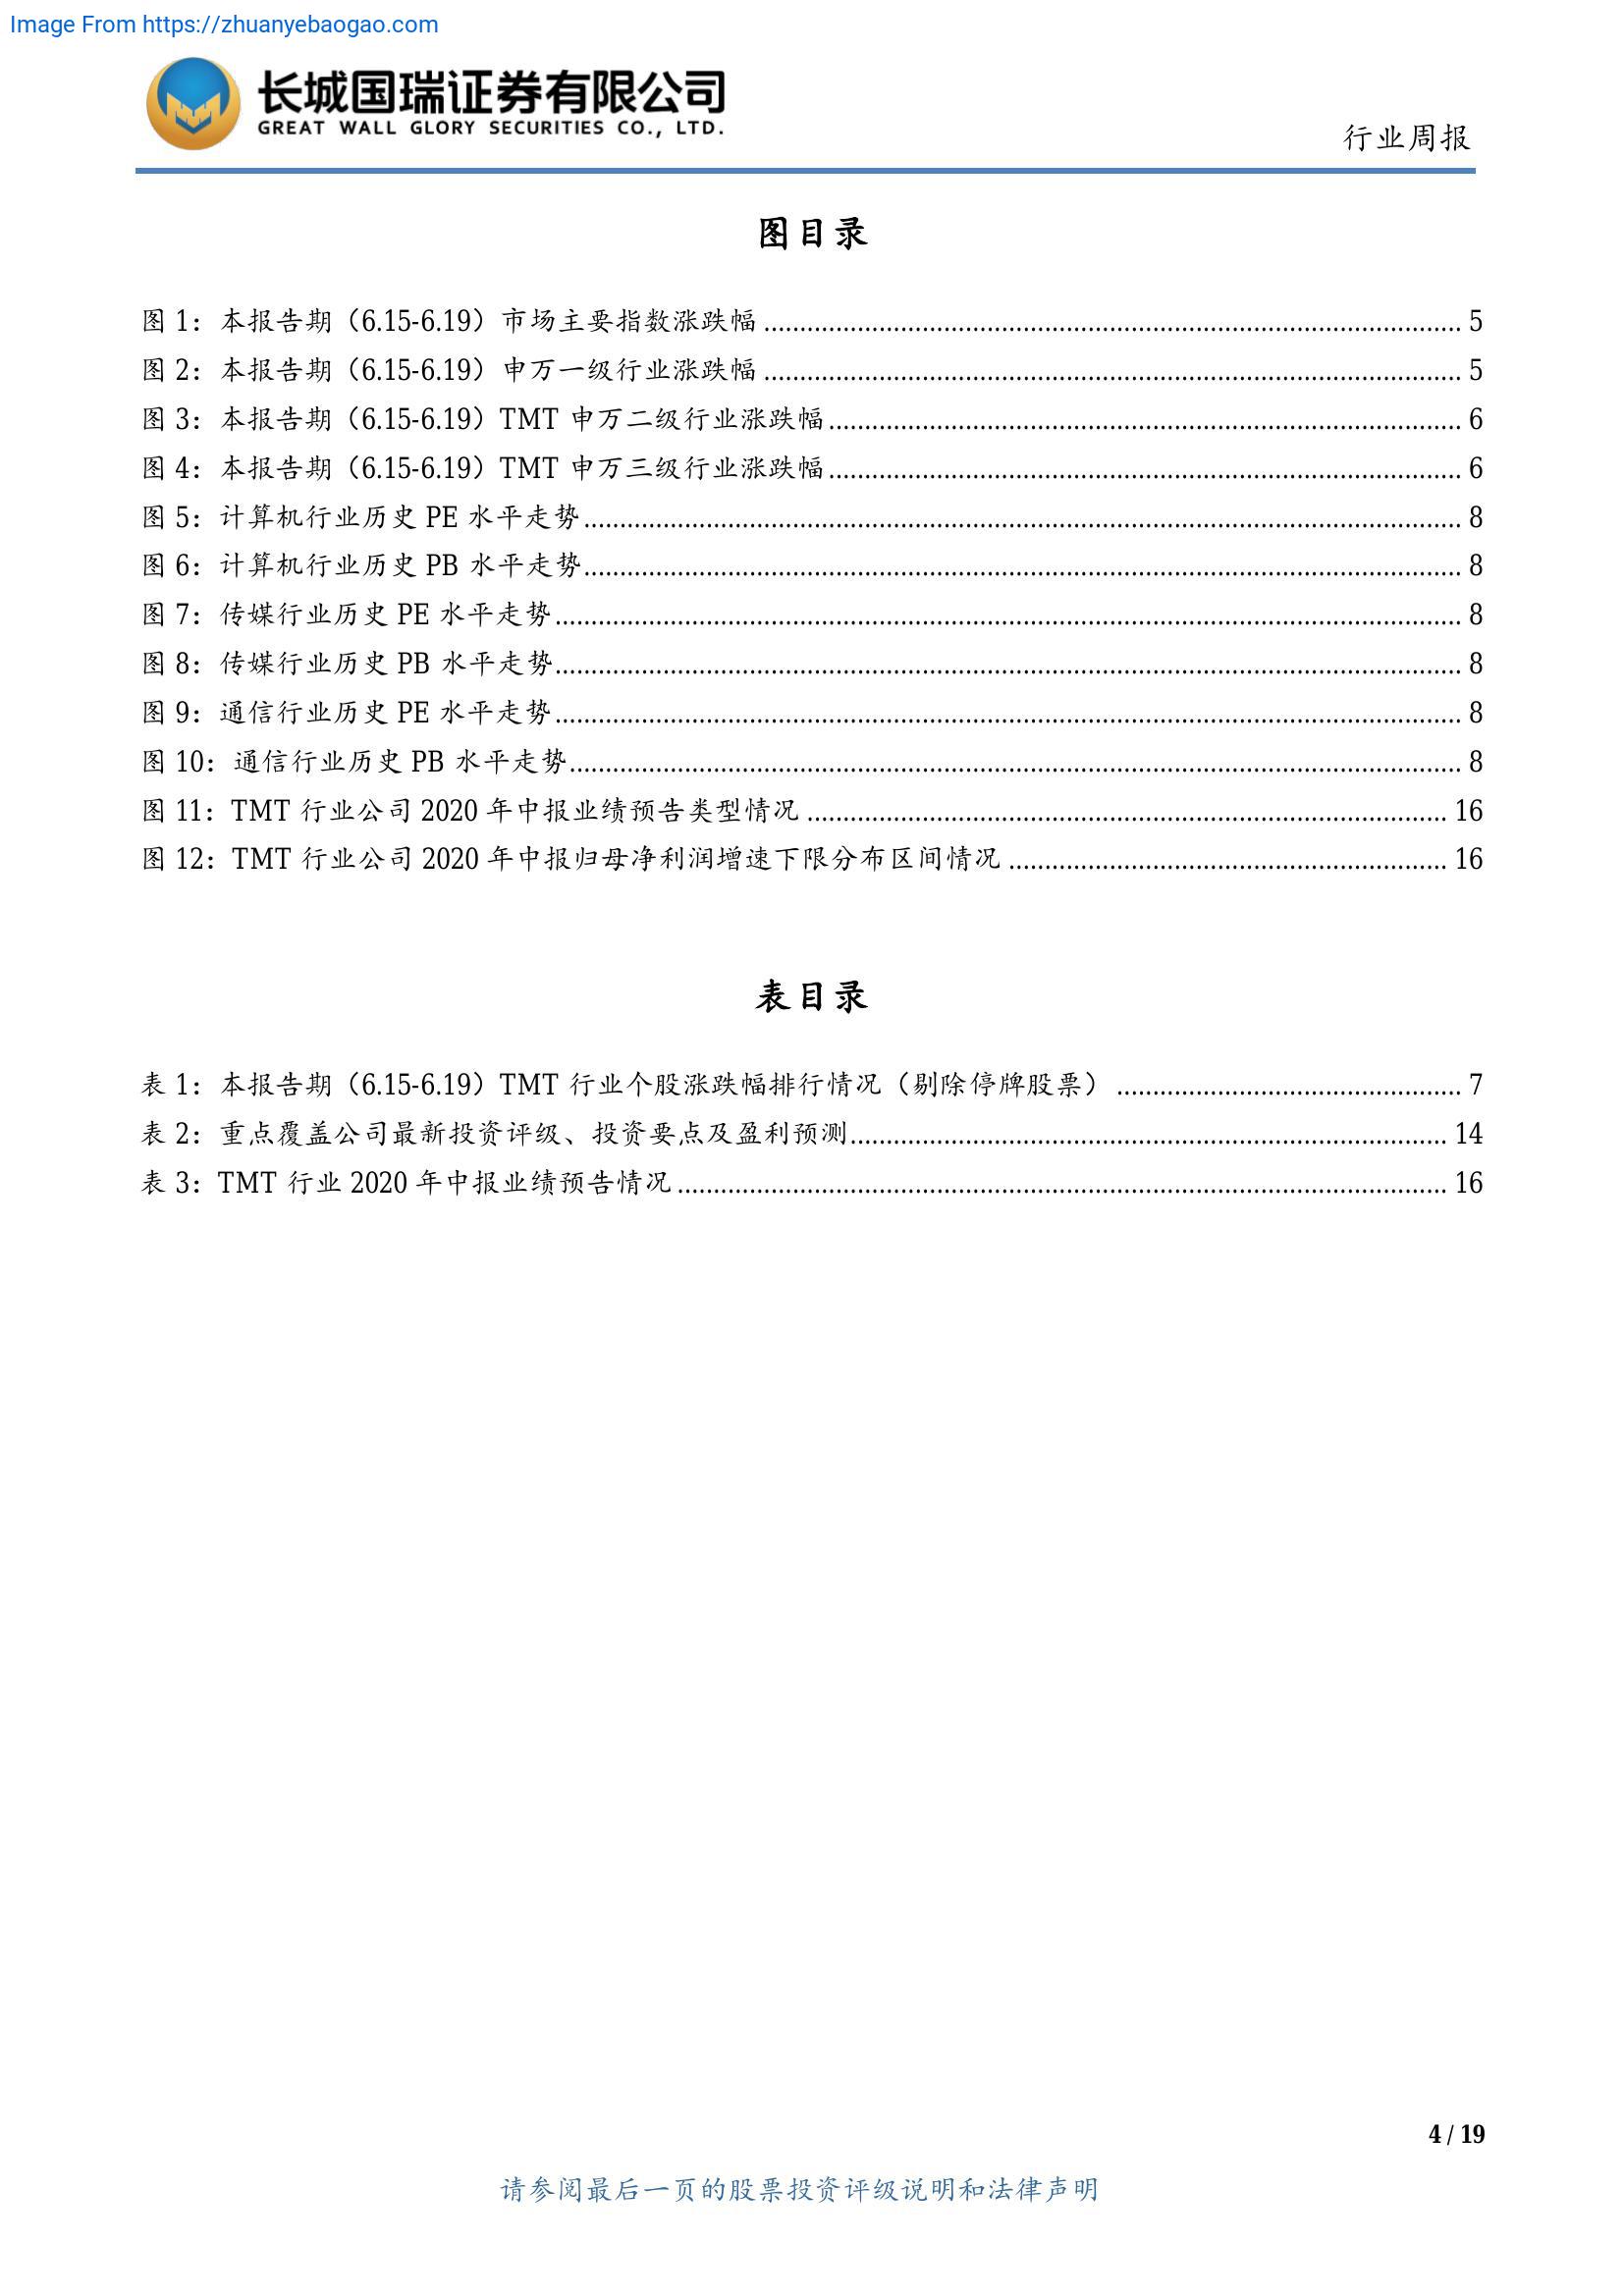 Image From https://zhuanyebaogao.com
长城国瑞证券有限公司
GREAT WALL GLORY SECURITIES CO., LTD.
行业周报
图目录
图 1：本报告期（6.15-6.19）市场主要指数涨跌幅 ........ 5
图 2：本报告期（6.15-6.19）申万一级行业涨跌幅 ........ 5
图 3：本报告期（6.15-6.19）TMT 申万二级行业涨跌幅 ........ 6
图 4：本报告期（6.15-6.19）TMT 申万三级行业涨跌幅 ........ 6
图 5：计算机行业历史 PE 水平走势 ........ 8
图 6：计算机行业历史 PB 水平走势 ........ 8
图 7：传媒行业历史 PE 水平走势 ........ 8
图 8：传媒行业历史 PB 水平走势 ........ 8
图 9：通信行业历史 PE 水平走势 ........ 8
图 10：通信行业历史 PB 水平走势 ........ 8
图 11：TMT 行业公司 2020 年中报业绩预告类型情况 ........ 16
图 12：TMT 行业公司 2020 年中报归母净利润增速下限分布区间情况 ........ 16
表目录
表 1：本报告期（6.15-6.19）TMT 行业个股涨跌幅排行情况（剔除停牌股票） ........ 7
表 2：重点覆盖公司最新投资评级、投资要点及盈利预测 ........ 14
表 3：TMT 行业 2020 年中报业绩预告情况 ........ 16
4 / 19
请参阅最后一页的股票投资评级说明和法律声明